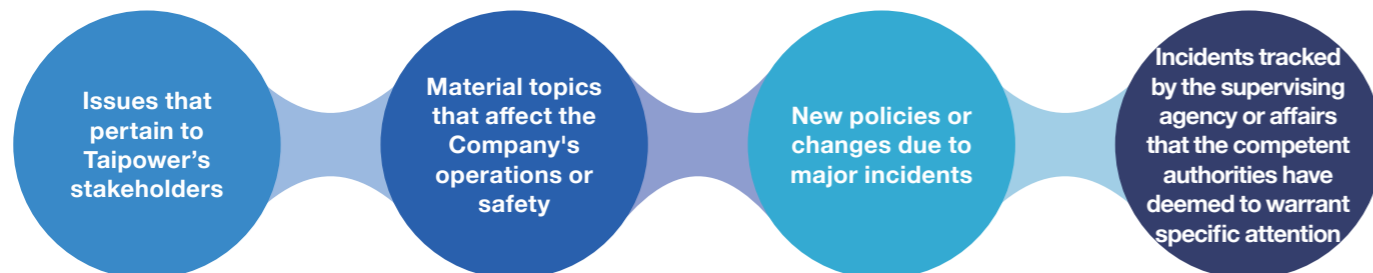 Issues that
pertain to
Taipower’s
stakeholders
Material topics
that affect the
Company's
operations or
safety
New policies or
changes due to
major incidents
Incidents tracked
by the supervising
agency or affairs
that the competent
authorities have
deemed to warrant
specific attention